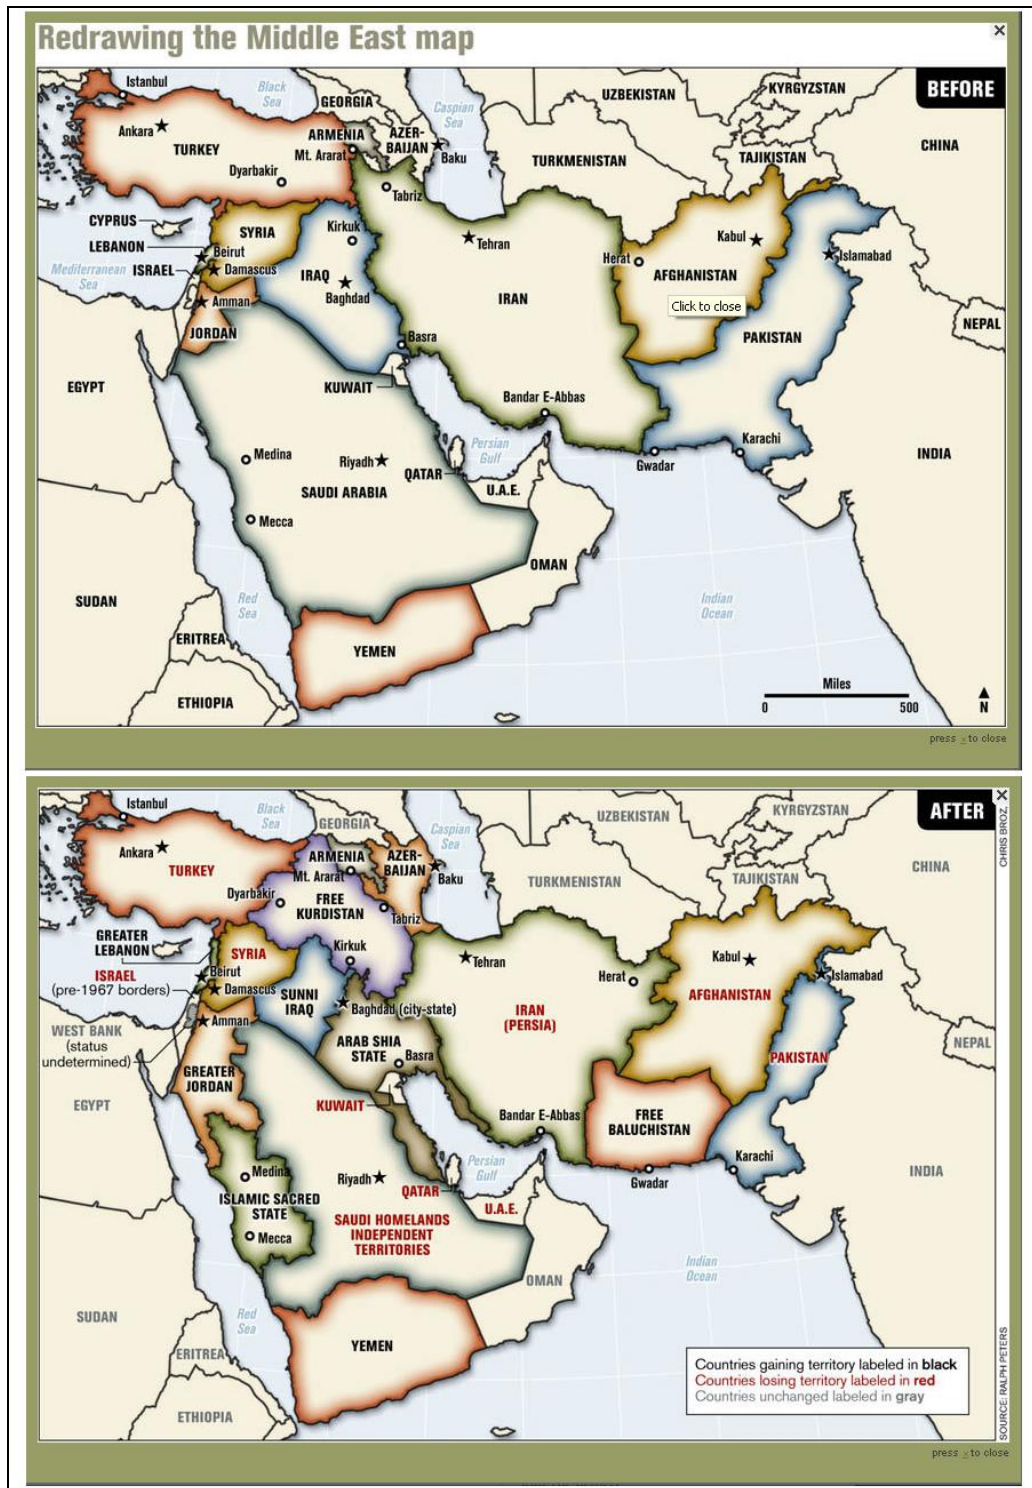 Redrawing the Middle East map
BEFORE
Istanbul
Black
Sea
GEORGIA
Caspian
Sea
UZBEKISTAN
KYRGYZSTAN
Ankara
TURKEY
ARMENIA
AZER-
BAIJAN
Mt. Ararat
Baku
TURKMENISTAN
TAJIKISTAN
CHINA
Dyarbakir
Tabriz
CYPRUS
SYRIA
Kirkuk
Tehran
Kabul
LEBANON
Beirut
Herat
Islamabad
Mediterranean
Sea
ISRAEL
Damascus
IRAQ
AFGHANISTAN
Amman
Baghdad
IRAN
Click to close
JORDAN
Basra
PAKISTAN
NEPAL
EGYPT
KUWAIT
Bandar E-Abbas
Medina
Riyadh
Persian
Gulf
Karachi
QATAR
Gwadar
INDIA
SAUDI ARABIA
U.A.E.
Mecca
OMAN
SUDAN
Red
Sea
Indian
Ocean
ERITREA
YEMEN
ETHIOPIA
Miles
0
500
N
press x to close
AFTER
CHRIS BROZ,
Istanbul
Black
Sea
GEORGIA
Caspian
Sea
UZBEKISTAN
KYRGYZSTAN
Ankara
TURKEY
ARMENIA
AZER-
BAIJAN
Mt. Ararat
Baku
TURKMENISTAN
TAJIKISTAN
CHINA
Dyarbakir
FREE
KURDISTAN
Tabriz
GREATER
LEBANON
SYRIA
Kirkuk
Tehran
Kabul
ISRAEL
(pre-1967 borders)
Beirut
Herat
Islamabad
Damascus
SUNNI
IRAQ
Baghdad (city-state)
IRAN
(PERSIA)
AFGHANISTAN
WEST BANK
(status
undetermined)
Amman
ARAB SHIA
STATE
Basra
PAKISTAN
NEPAL
GREATER
JORDAN
EGYPT
KUWAIT
Bandar E-Abbas
FREE
BALUCHISTAN
Medina
Riyadh
Persian
Gulf
Karachi
ISLAMIC SACRED
STATE
QATAR
Gwadar
INDIA
U.A.E.
Mecca
SAUDI HOMELANDS
INDEPENDENT
TERRITORIES
OMAN
SUDAN
Red
Sea
Indian
Ocean
ERITREA
YEMEN
ETHIOPIA
Countries gaining territory labeled in black
Countries losing territory labeled in red
Countries unchanged labeled in gray
SOURCE: RALPH PETERS
press x to close